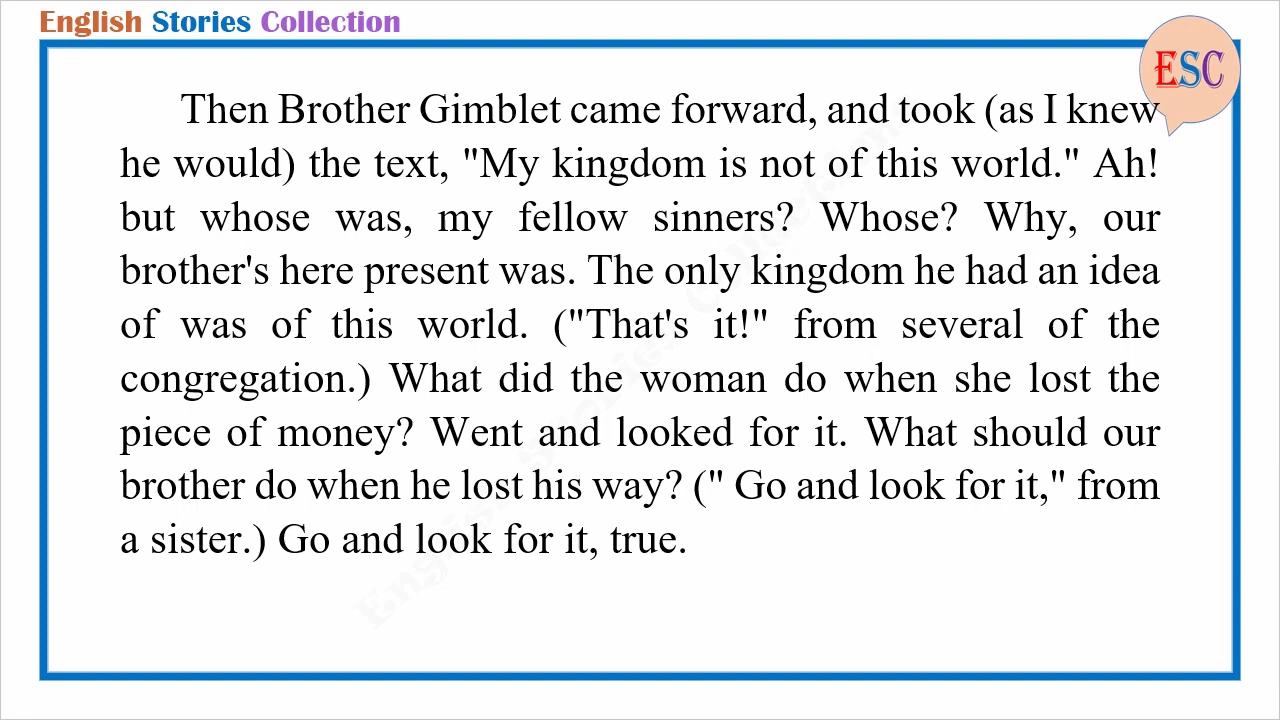 English Stories Collection
ESC
Then Brother Gimblet came forward, and took (as I knew
he would) the text, "My kingdom is not of this world." Ah!
but whose was, my fellow sinners? Whose? Why, our
brother's here present was. The only kingdom he had an idea
of was of this world. ("That's it!" from several of the
congregation.) What did the woman do when she lost the
piece of money? Went and looked for it. What should our
brother do when he lost his way? (" Go and look for it," from
a sister.) Go and look for it, true.
English Stories Collection